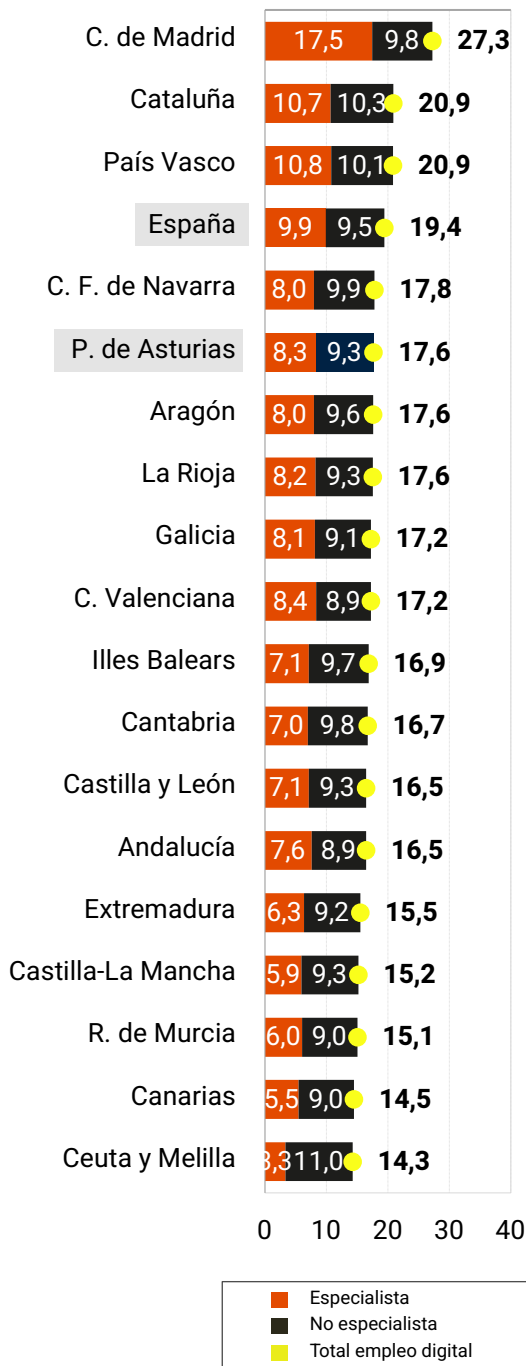 C. de Madrid 17,5 9,8 27,3
Cataluña 10,7 10,3 20,9
País Vasco 10,8 10,1 20,9
España 9,9 9,5 19,4
C. F. de Navarra 8,0 9,9 17,8
P. de Asturias 8,3 9,3 17,6
Aragón 8,0 9,6 17,6
La Rioja 8,2 9,3 17,6
Galicia 8,1 9,1 17,2
C. Valenciana 8,4 8,9 17,2
Illes Balears 7,1 9,7 16,9
Cantabria 7,0 9,8 16,7
Castilla y León 7,1 9,3 16,5
Andalucía 7,6 8,9 16,5
Extremadura 6,3 9,2 15,5
Castilla-La Mancha 5,9 9,3 15,2
R. de Murcia 6,0 9,0 15,1
Canarias 5,5 9,0 14,5
Ceuta y Melilla 3,3 11,0 14,3
0 10 20 30 40
Especialista
No especialista
Total empleo digital